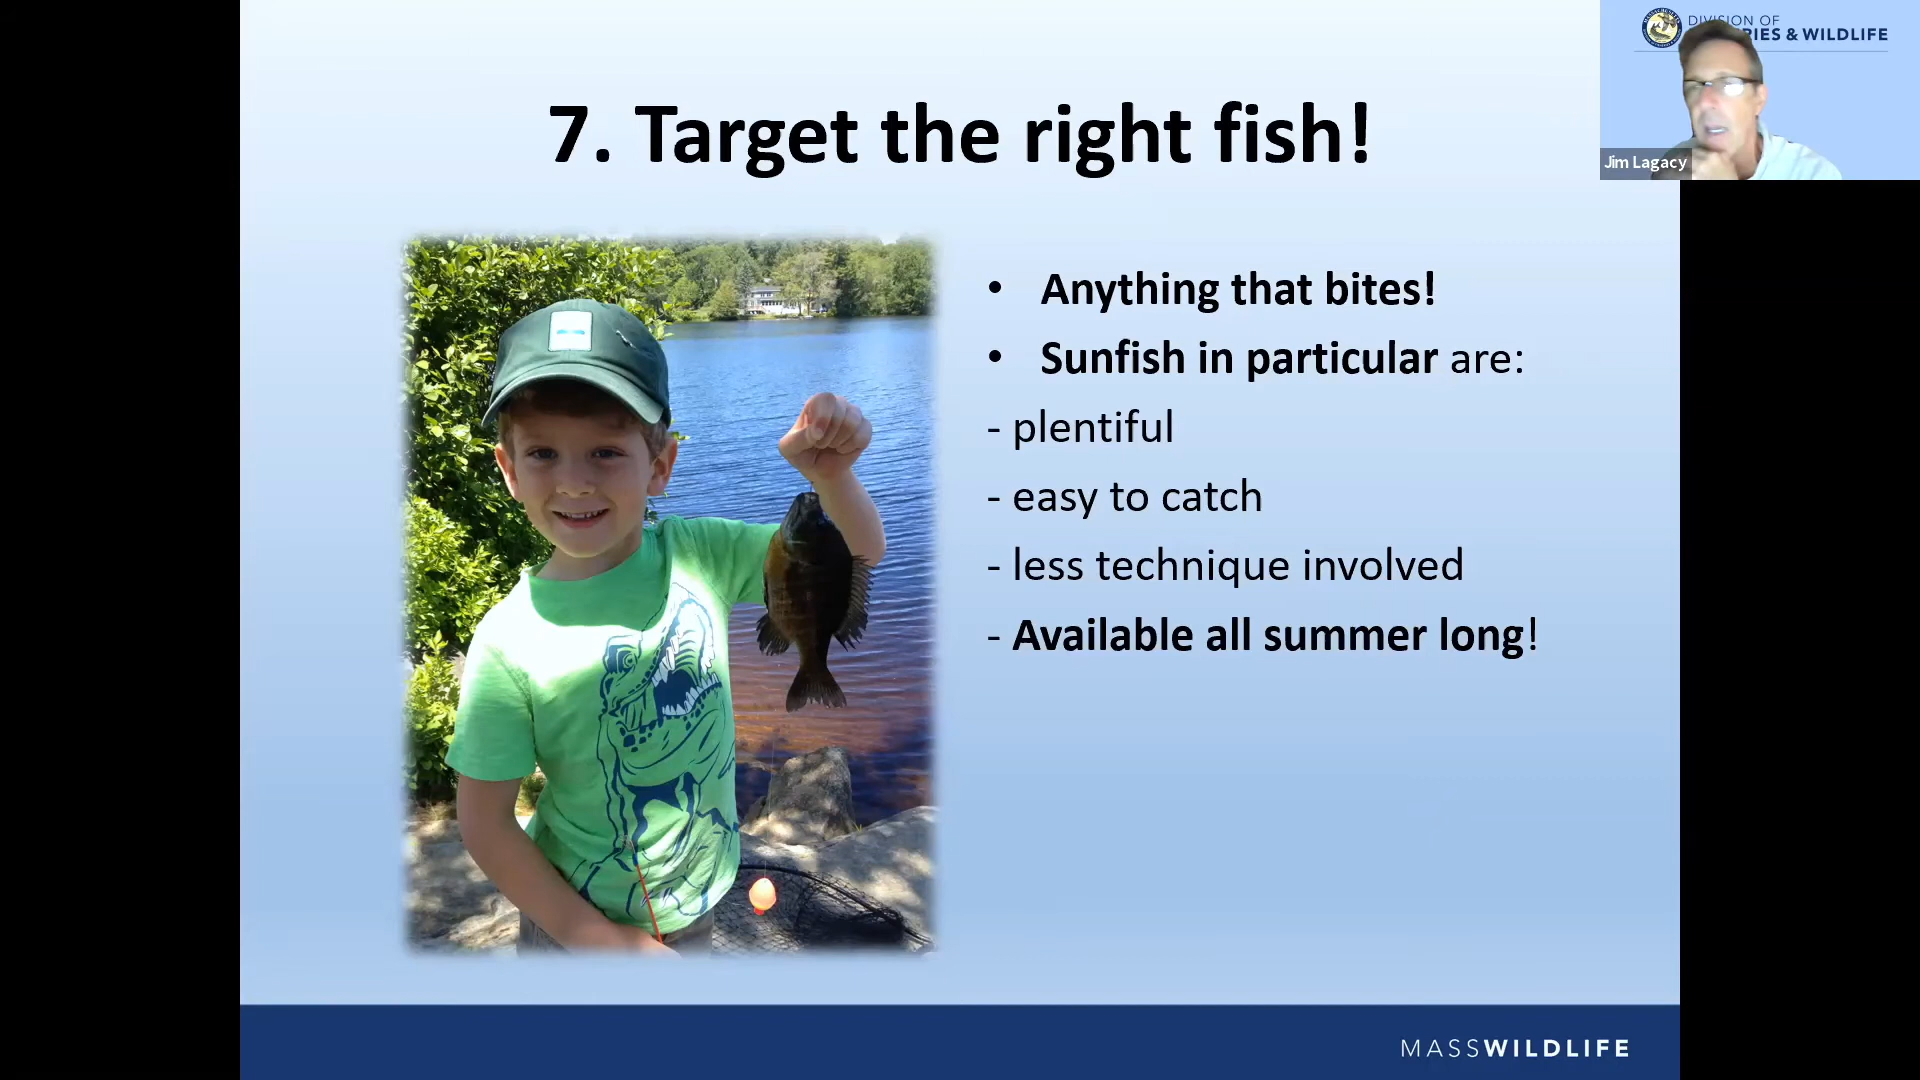 7. Target the right fish!
DIVISION OF
RIES & WILDLIFE
Jim Lagacy
• Anything that bites!
• Sunfish in particular are:
- plentiful
- easy to catch
- less technique involved
- Available all summer long!
MASSWILDLIFE